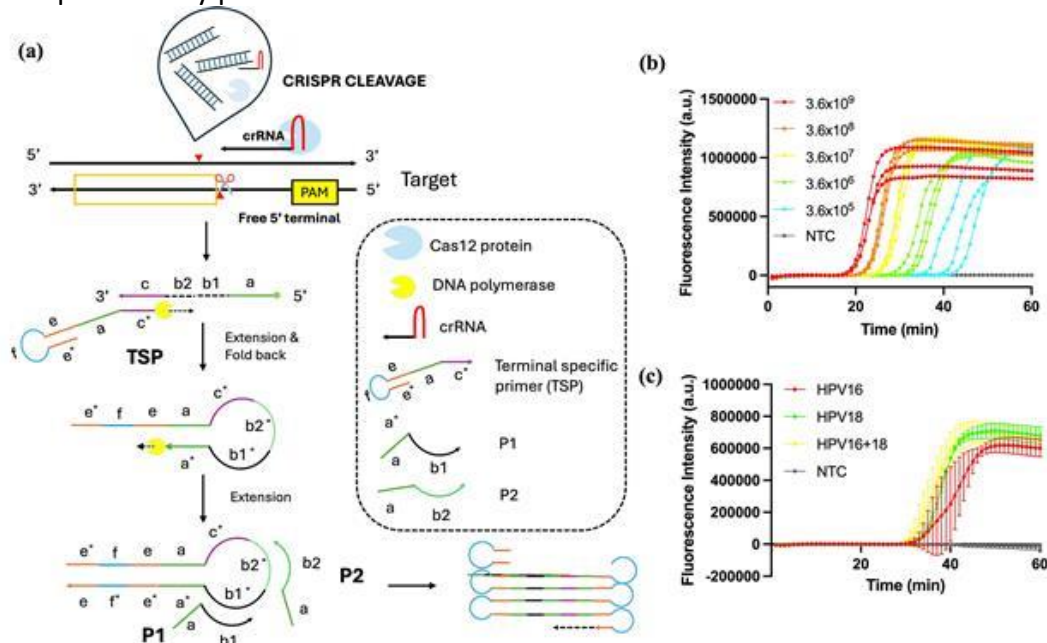 (a)
CRISPR CLEAVAGE
crRNA
5'
3'
3'
PAM
5'
Target
Free 5' terminal
c b2 b1 a
3'
5'
e
a
c*
f
e*
TSP
Extension &
Fold back
c*
e* f e a
b2*
b1*
a*
Extension
c*
e* f e a
b2*
b2
e f* e* a*
b1*
a
a
P1
b1
P2
Cas12 protein
DNA polymerase
crRNA
e
a
c*
f
e*
Terminal specific
primer (TSP)
a*
a
b1
P1
a
b2
P2
(b)
Fluorescence Intensity (a.u.)
1500000
1000000
500000
0
3.6x10⁹
3.6x10⁸
3.6x10⁷
3.6x10⁶
3.6x10⁵
NTC
0 20 40 60
Time (min)
(c)
Fluorescence Intensity (a.u.)
1000000
800000
600000
400000
200000
0
-200000
HPV16
HPV18
HPV16+18
NTC
20 40 60
Time (min)